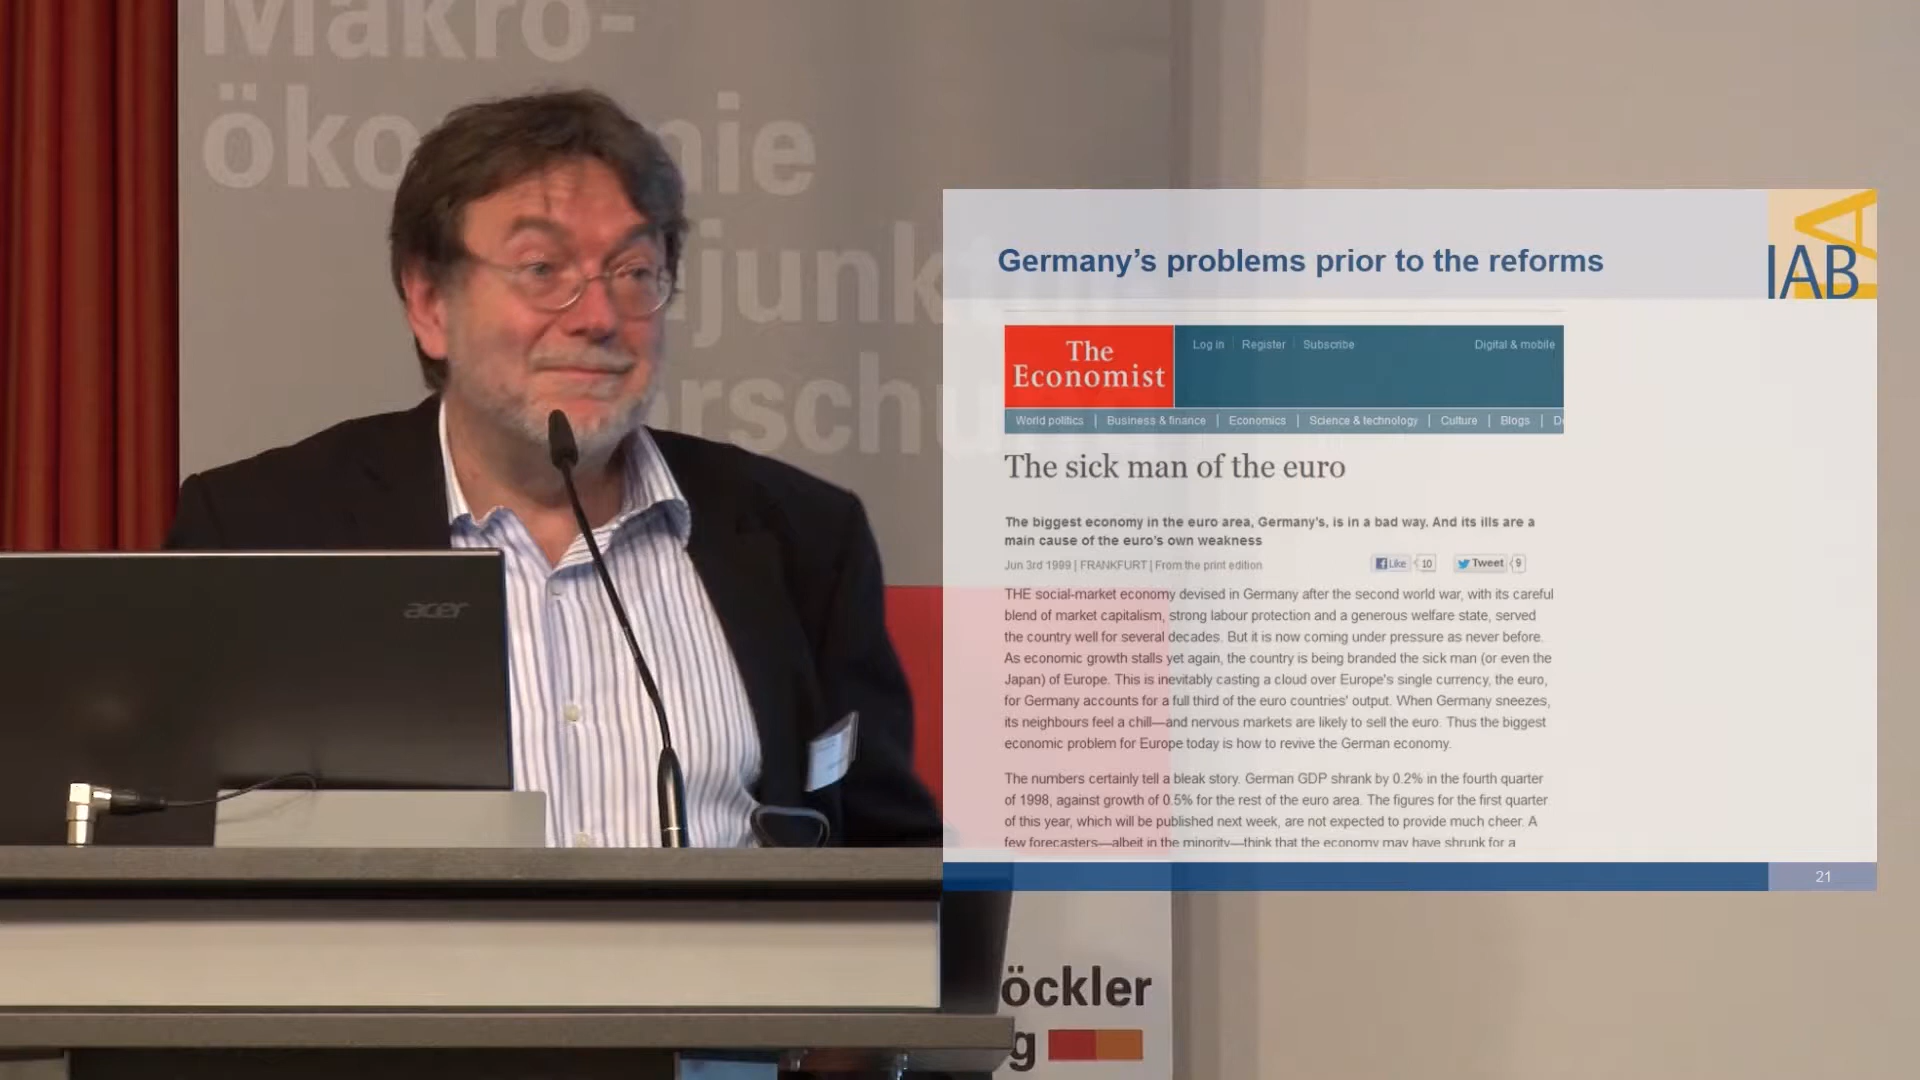 Makro-
öko
nie
junk
rschu
acer
Germany's problems prior to the reforms
IAB
The
Economist
Log in | Register | Subscribe
Digital & mobile
World politics | Business & finance | Economics | Science & technology | Culture | Blogs | D
The sick man of the euro
The biggest economy in the euro area, Germany's, is in a bad way. And its ills are a
main cause of the euro's own weakness
Jun 3rd 1999 | FRANKFURT | From the print edition
Like 10 Tweet 9
THE social-market economy devised in Germany after the second world war, with its careful
blend of market capitalism, strong labour protection and a generous welfare state, served
the country well for several decades. But it is now coming under pressure as never before.
As economic growth stalls yet again, the country is being branded the sick man (or even the
Japan) of Europe. This is inevitably casting a cloud over Europe's single currency, the euro,
for Germany accounts for a full third of the euro countries' output. When Germany sneezes,
its neighbours feel a chill—and nervous markets are likely to sell the euro. Thus the biggest
economic problem for Europe today is how to revive the German economy.
The numbers certainly tell a bleak story. German GDP shrank by 0.2% in the fourth quarter
of 1998, against growth of 0.5% for the rest of the euro area. The figures for the first quarter
of this year, which will be published next week, are not expected to provide much cheer. A
few forecasters—albeit in the minority—think that the economy may have shrunk for a
21
öckler
g